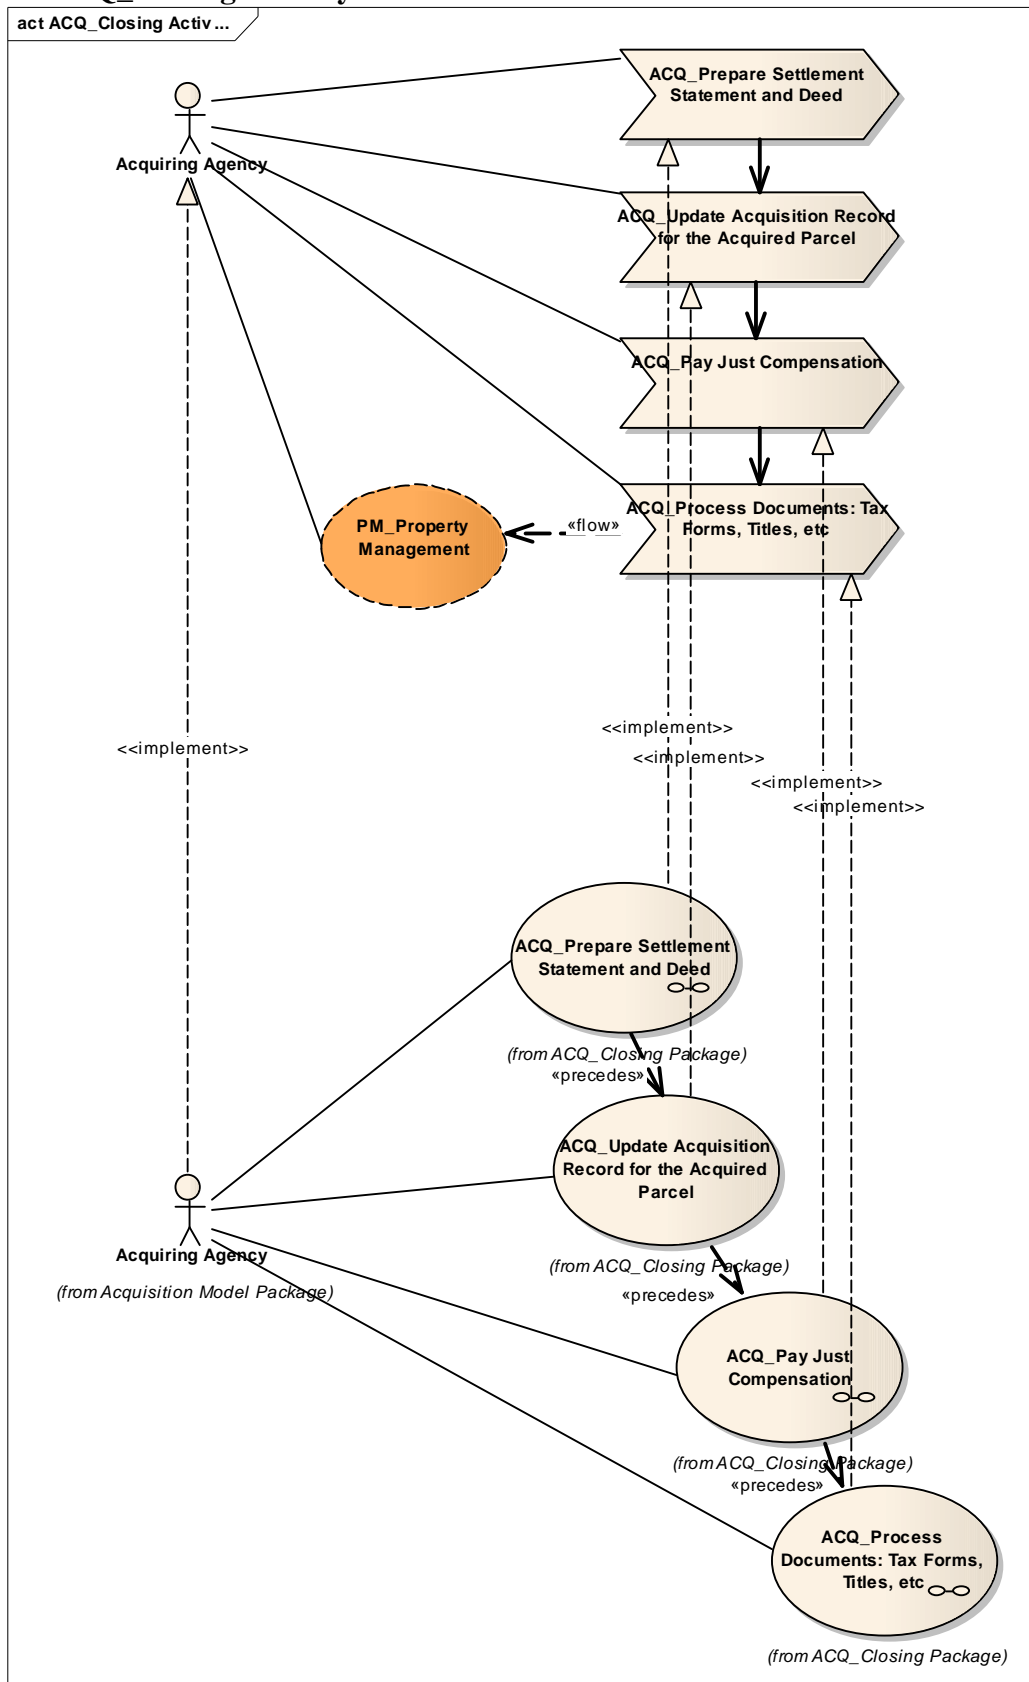 act ACQ_Closing Activ...
ACQ_Prepare Settlement
Statement and Deed
Acquiring Agency
ACQ_Update Acquisition Record
for the Acquired Parcel
ACQ_Pay Just Compensation
ACQ_Process Documents: Tax
Forms, Titles, etc
«flow»
PM_Property
Management
<<implement>>
<<implement>>
<<implement>>
<<implement>>
<<implement>>
ACQ_Prepare Settlement
Statement and Deed
(from ACQ_Closing Package)
«precedes»
ACQ_Update Acquisition
Record for the Acquired
Parcel
Acquiring Agency
(from Acquisition Model Package)
(from ACQ_Closing Package)
«precedes»
ACQ_Pay Just
Compensation
(from ACQ_Closing Package)
«precedes»
ACQ_Process
Documents: Tax Forms,
Titles, etc
(from ACQ_Closing Package)